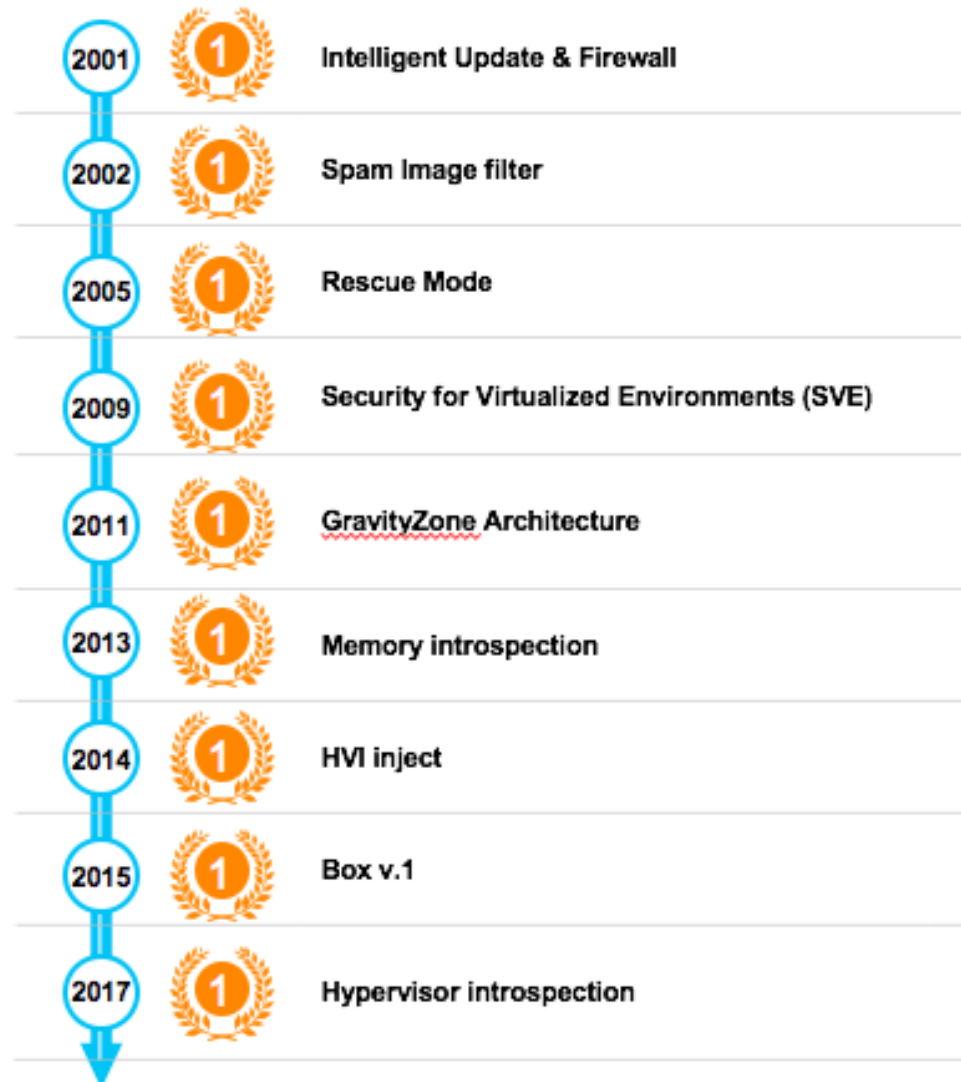 2001 1 Intelligent Update & Firewall
2002 1 Spam Image filter
2005 1 Rescue Mode
2009 1 Security for Virtualized Environments (SVE)
2011 1 GravityZone Architecture
2013 1 Memory introspection
2014 1 HVI inject
2015 1 Box v.1
2017 1 Hypervisor introspection